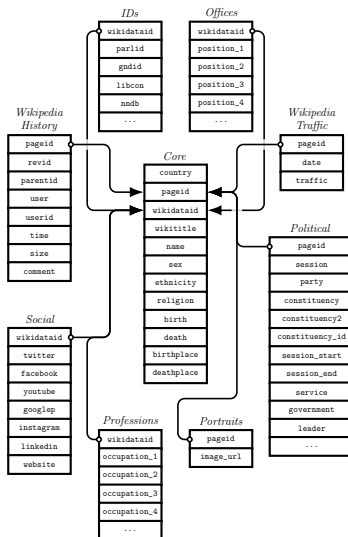 IDs
wikidataid
parlid
gndid
libcon
nndb
...
Offices
wikidataid
position_1
position_2
position_3
position_4
...
Wikipedia
History
pageid
revid
parentid
user
userid
time
size
comment
Core
country
pageid
wikidataid
wikititle
name
sex
ethnicity
religion
birth
death
birthplace
deathplace
Wikipedia
Traffic
pageid
date
traffic
Political
pageid
session
party
constituency
constituency2
constituency_id
session_start
session_end
service
government
leader
...
Social
wikidataid
twitter
facebook
youtube
googlep
instagram
linkedin
website
Professions
wikidataid
occupation_1
occupation_2
occupation_3
occupation_4
...
Portraits
pageid
image_url